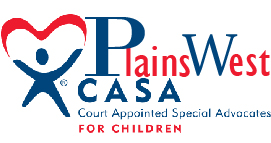 PlainsWest
® CASA
Court Appointed Special Advocates
FOR CHILDREN